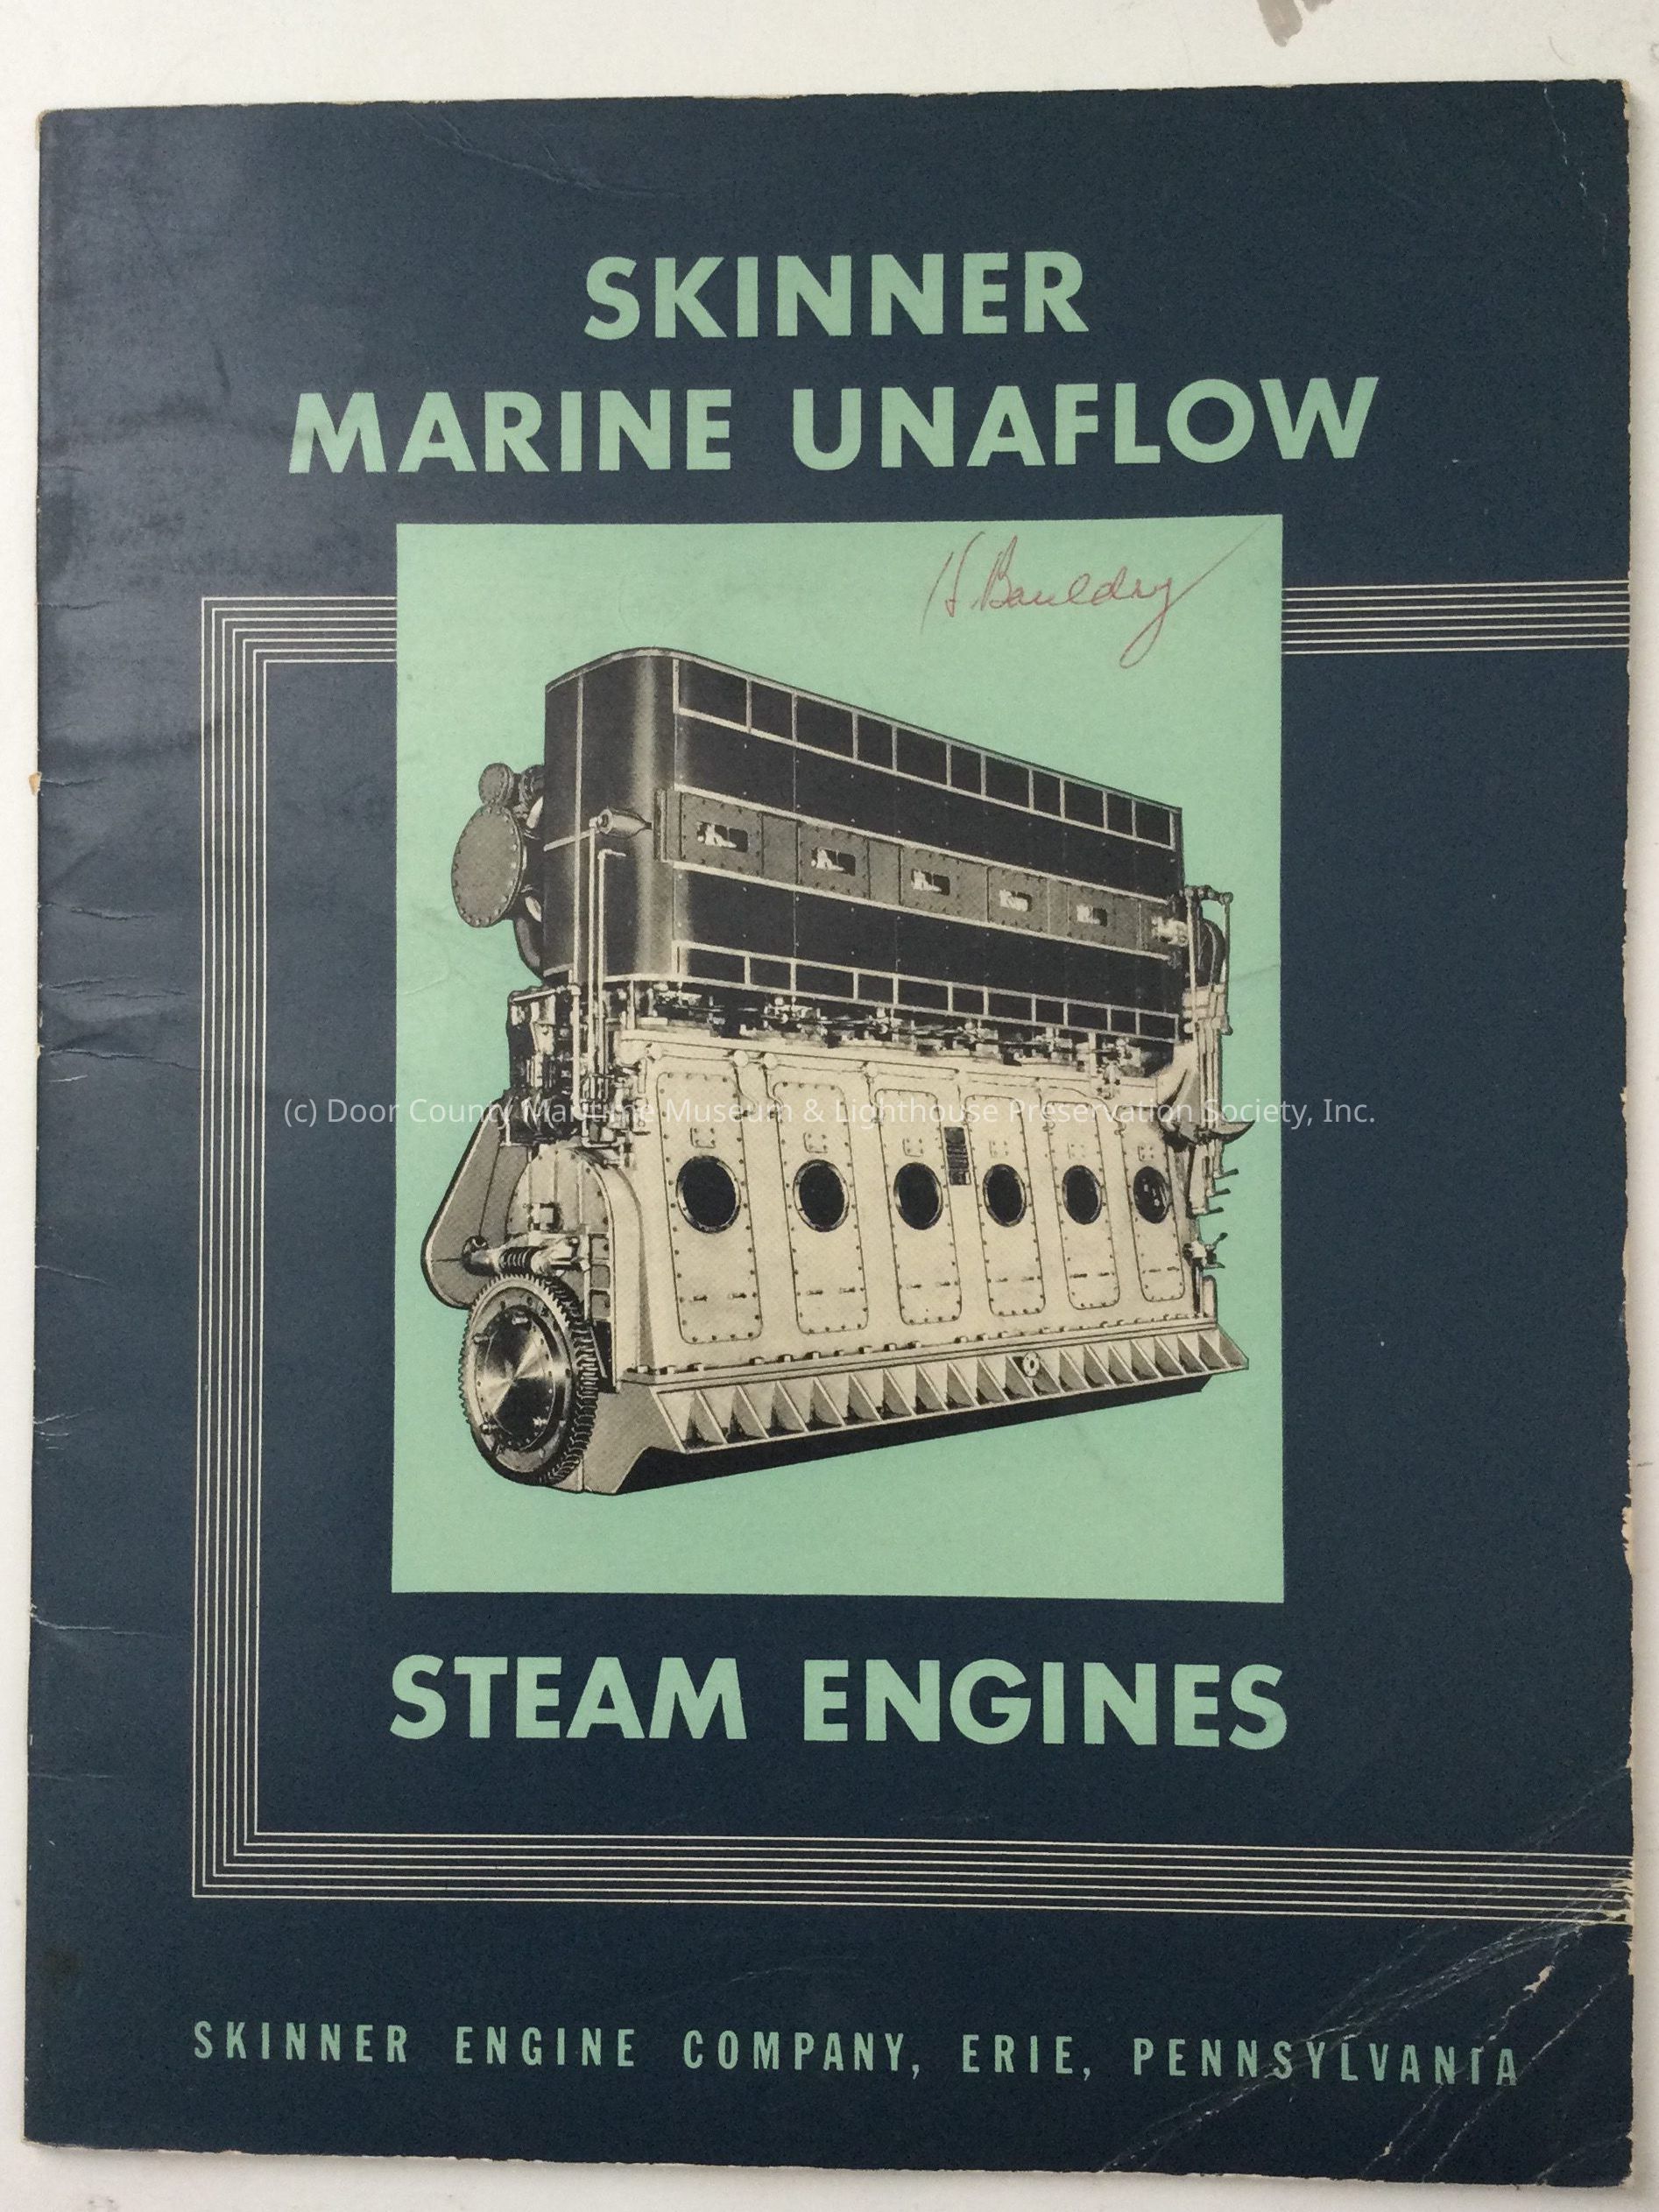 SKINNER
MARINE UNAFLOW
H. Bauldry
(c) Door County Maritime Museum & Lighthouse Preservation Society, Inc.
STEAM ENGINES
SKINNER ENGINE COMPANY, ERIE, PENNSYLVANIA